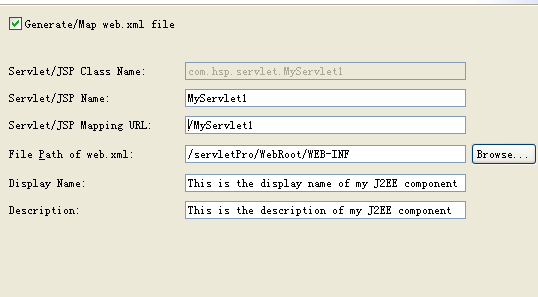 Generate/Map web.xml file
Servlet/JSP Class Name: com.hsp.servlet.MyServlet1
Servlet/JSP Name: MyServlet1
Servlet/JSP Mapping URL: /MyServlet1
File Path of web.xml: /servletPro/WebRoot/WEB-INF Browse...
Display Name: This is the display name of my J2EE component
Description: This is the description of my J2EE component